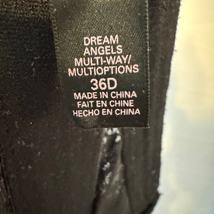 DREAM
ANGELS
MULTI-WAY/
MULTIOPTIONS
36D
MADE IN CHINA
FAIT EN CHINE
HECHO EN CHINA